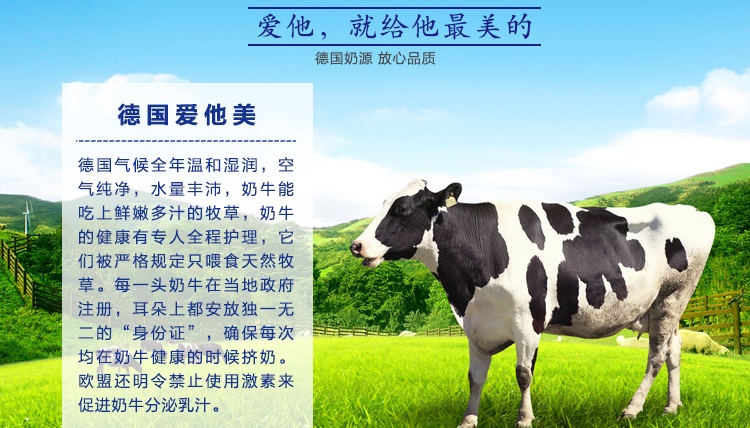 爱他，就给他最美的
德国奶源 放心品质
德国爱他美
德国气候全年温和湿润，空
气纯净，水量丰沛，奶牛能
吃上鲜嫩多汁的牧草，奶牛
的健康有专人全程护理，它
们被严格规定只喂食天然牧
草。每一头奶牛在当地政府
注册，耳朵上都安放独一无
二的“身份证”，确保每次
均在奶牛健康的时候挤奶。
欧盟还明令禁止使用激素来
促进奶牛分泌乳汁。